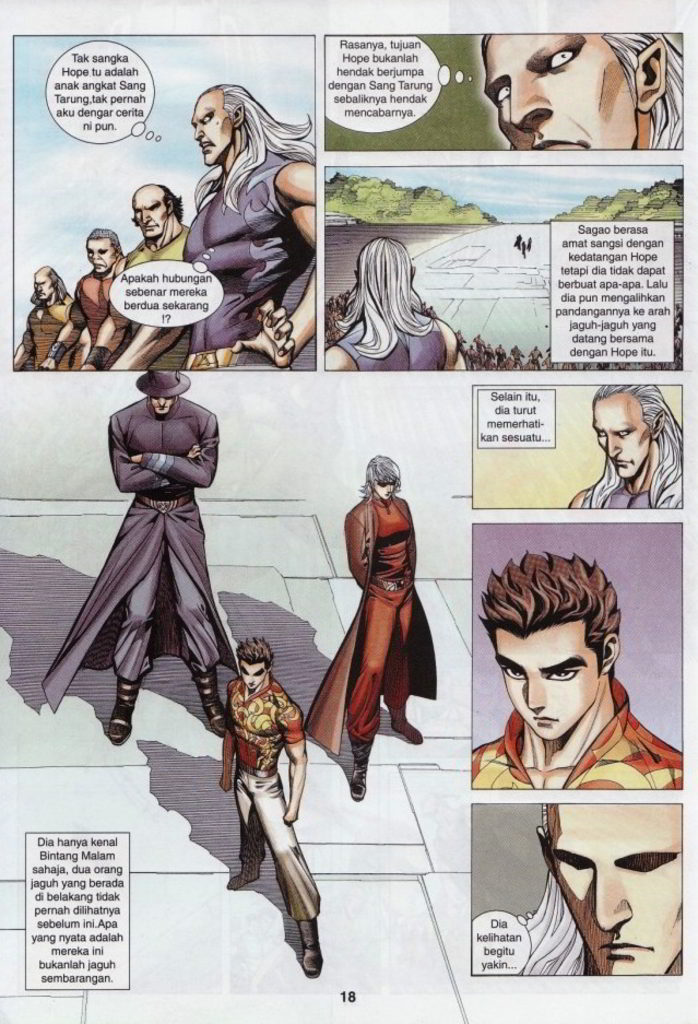 Tak sangka
Hope tu adalah
anak angkat Sang
Tarung,tak pernah
aku dengar cerita
ni pun.
Apakah hubungan
sebenar mereka
berdua sekarang
!?
Rasanya, tujuan
Hope bukanlah
hendak berjumpa
dengan Sang Tarung
sebaliknya hendak
mencabarnya.
Sagao berasa
amat sangsi dengan
kedatangan Hope
tetapi dia tidak dapat
berbuat apa-apa. Lalu
dia pun mengalihkan
pandangannya ke arah
jaguh-jaguh yang
datang bersama
dengan Hope itu.
Selain itu,
dia turut
memerhati-
kan sesuatu...
Dia hanya kenal
Bintang Malam
sahaja, dua orang
jaguh yang berada
di belakang tidak
pernah dilihatnya
sebelum ini.Apa
yang nyata adalah
mereka ini
bukanlah jaguh
sembarangan.
Dia
kelihatan
begitu
yakin...
18